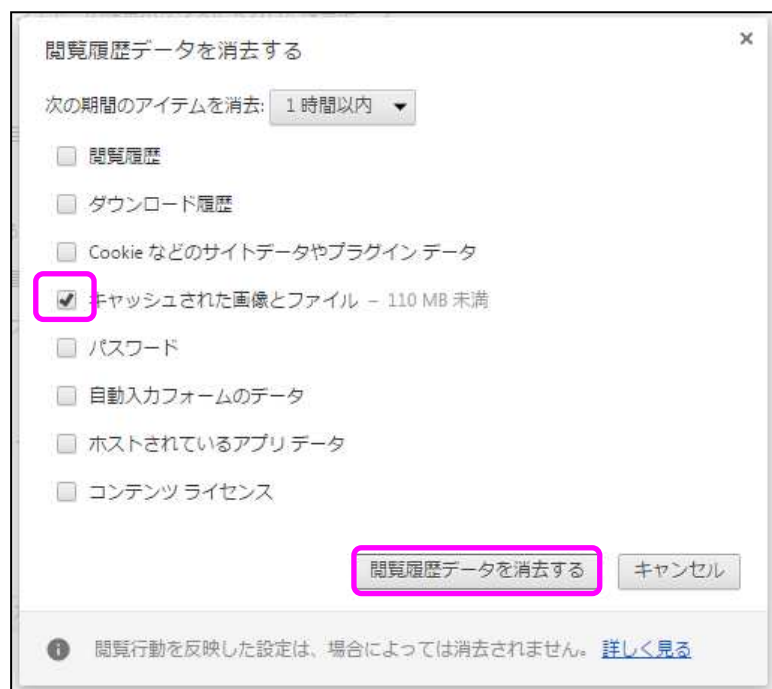 閲覧履歴データを消去する
次の期間のアイテムを消去: 1 時間以内
閲覧履歴
ダウンロード履歴
Cookie などのサイトデータやプラグイン データ
キャッシュされた画像とファイル – 110 MB 未満
パスワード
自動入力フォームのデータ
ホストされているアプリ データ
コンテンツ ライセンス
閲覧履歴データを消去する キャンセル
閲覧行動を反映した設定は、場合によっては消去されません。 詳しく見る